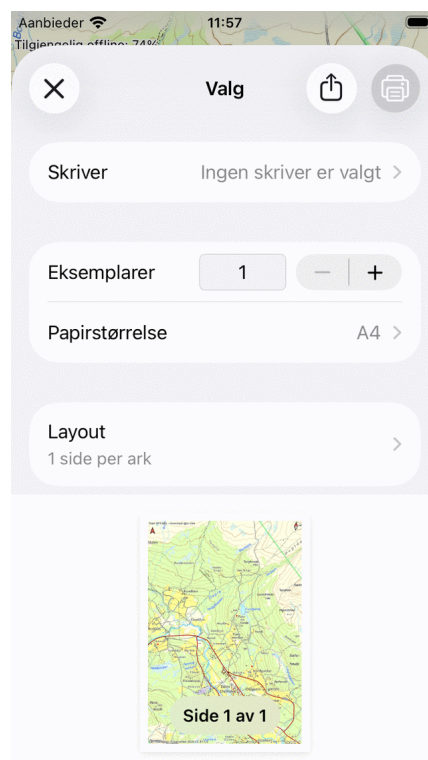 Aanbieder 11:57
Tilgjengelig offline: 74%
Valg
Skriver Ingen skriver er valgt
Eksemplarer 1
Papirstørrelse A4
Layout
1 side per ark
Side 1 av 1